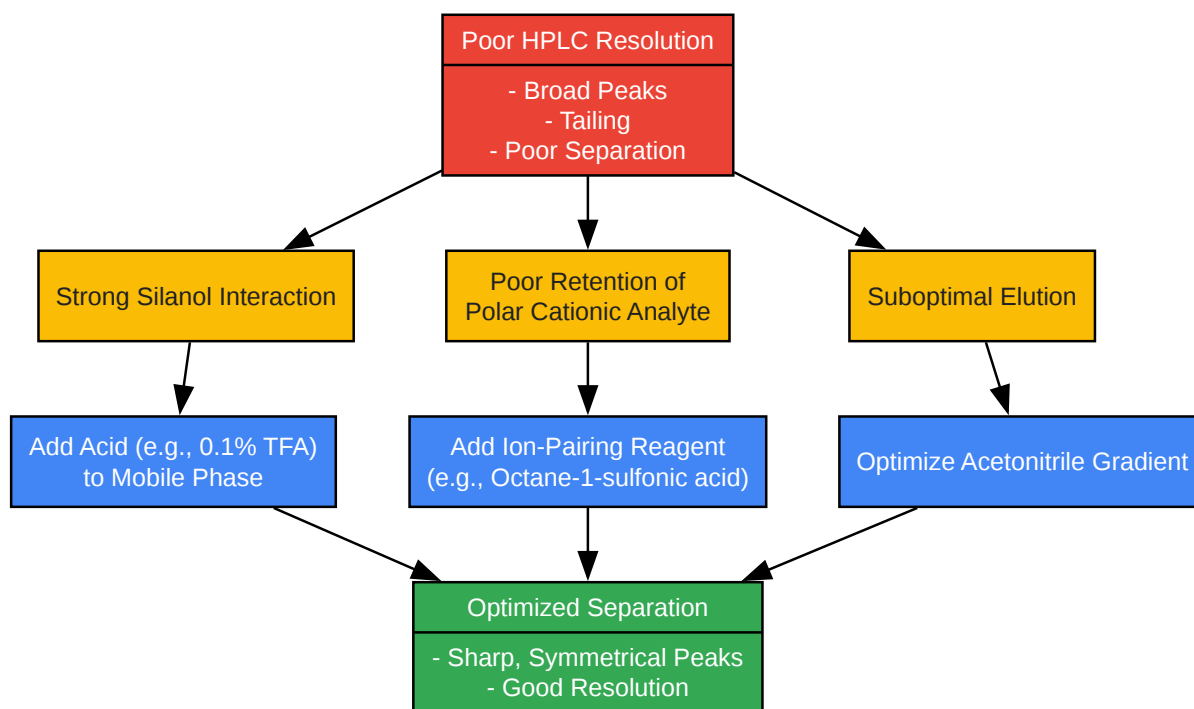 Poor HPLC Resolution
- Broad Peaks
- Tailing
- Poor Separation
Strong Silanol Interaction
Poor Retention of
Polar Cationic Analyte
Suboptimal Elution
Add Acid (e.g., 0.1% TFA)
to Mobile Phase
Add Ion-Pairing Reagent
(e.g., Octane-1-sulfonic acid)
Optimize Acetonitrile Gradient
Optimized Separation
- Sharp, Symmetrical Peaks
- Good Resolution